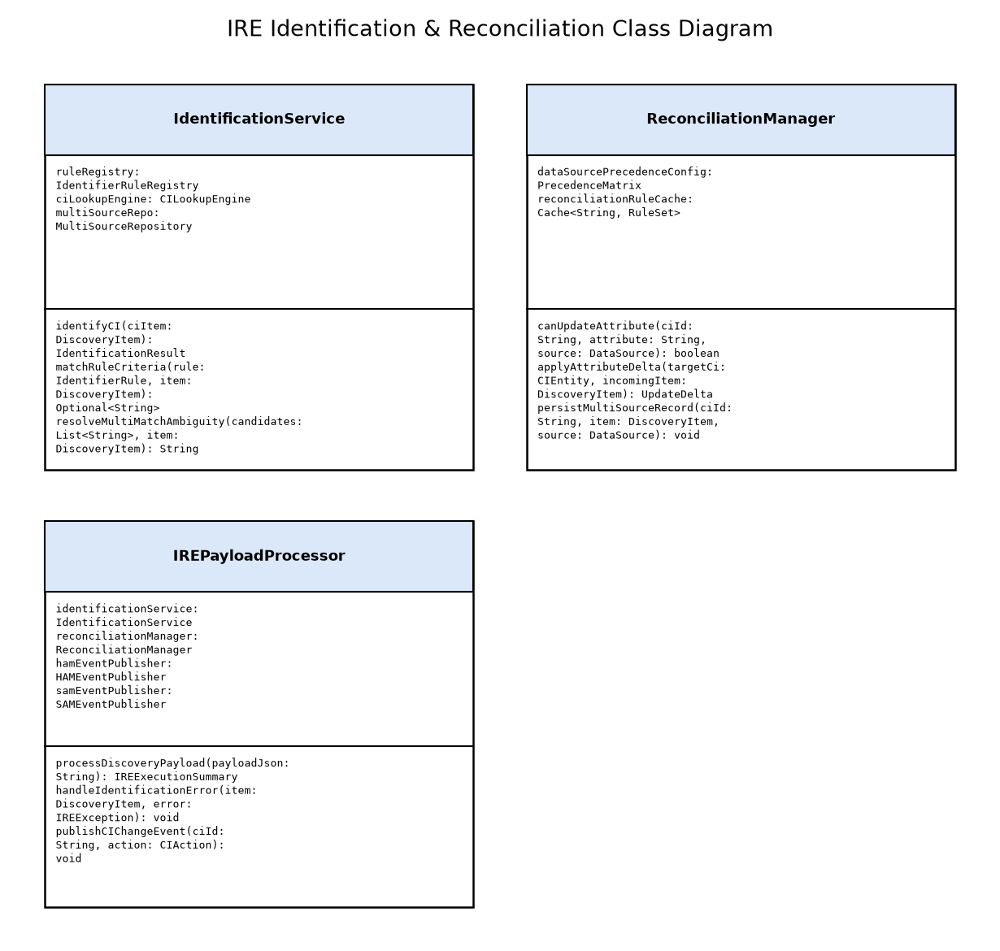 IRE Identification & Reconciliation Class Diagram
IdentificationService
ruleRegistry:
IdentifierRuleRegistry
ciLookupEngine: CILookupEngine
multiSourceRepo:
MultiSourceRepository
identifyCI(ciItem:
DiscoveryItem):
IdentificationResult
matchRuleCriteria(rule:
IdentifierRule, item:
DiscoveryItem):
Optional<String>
resolveMultiMatchAmbiguity(candidates:
List<String>, item:
DiscoveryItem): String
ReconciliationManager
dataSourcePrecedenceConfig:
PrecedenceMatrix
reconciliationRuleCache:
Cache<String, RuleSet>
canUpdateAttribute(ciId:
String, attribute: String,
source: DataSource): boolean
applyAttributeDelta(targetCi:
CIEntity, incomingItem:
DiscoveryItem): UpdateDelta
persistMultiSourceRecord(ciId:
String, item: DiscoveryItem,
source: DataSource): void
IREPayloadProcessor
identificationService:
IdentificationService
reconciliationManager:
ReconciliationManager
hamEventPublisher:
HAMEventPublisher
samEventPublisher:
SAMEventPublisher
processDiscoveryPayload(payloadJson:
String): IREExecutionSummary
handleIdentificationError(item:
DiscoveryItem, error:
IREException): void
publishCIChangeEvent(ciId:
String, action: CIAction):
void